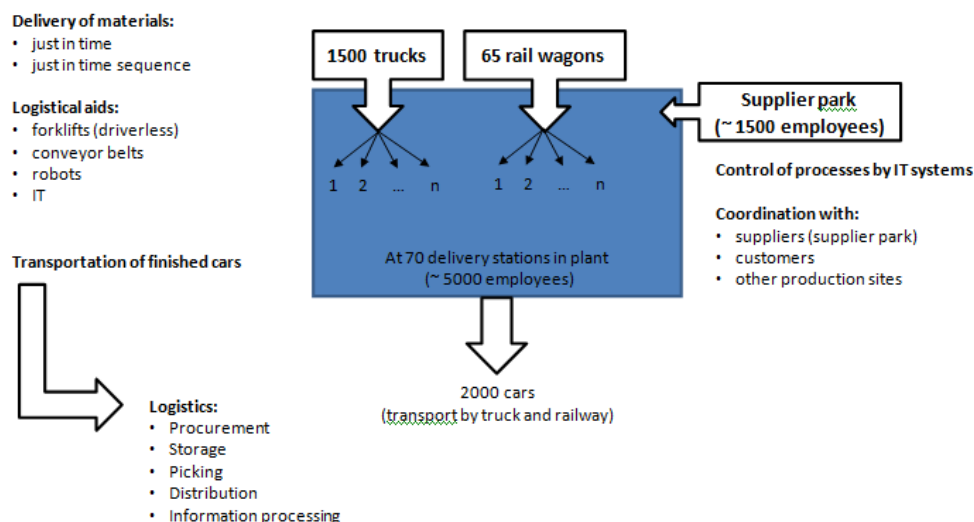 Delivery of materials:
• just in time
• just in time sequence
Logistical aids:
• forklifts (driverless)
• conveyor belts
• robots
• IT
Transportation of finished cars
1500 trucks
65 rail wagons
1 2 ... n
1 2 ... n
At 70 delivery stations in plant
(~ 5000 employees)
Supplier park
(~ 1500 employees)
Control of processes by IT systems
Coordination with:
• suppliers (supplier park)
• customers
• other production sites
2000 cars
(transport by truck and railway)
Logistics:
• Procurement
• Storage
• Picking
• Distribution
• Information processing